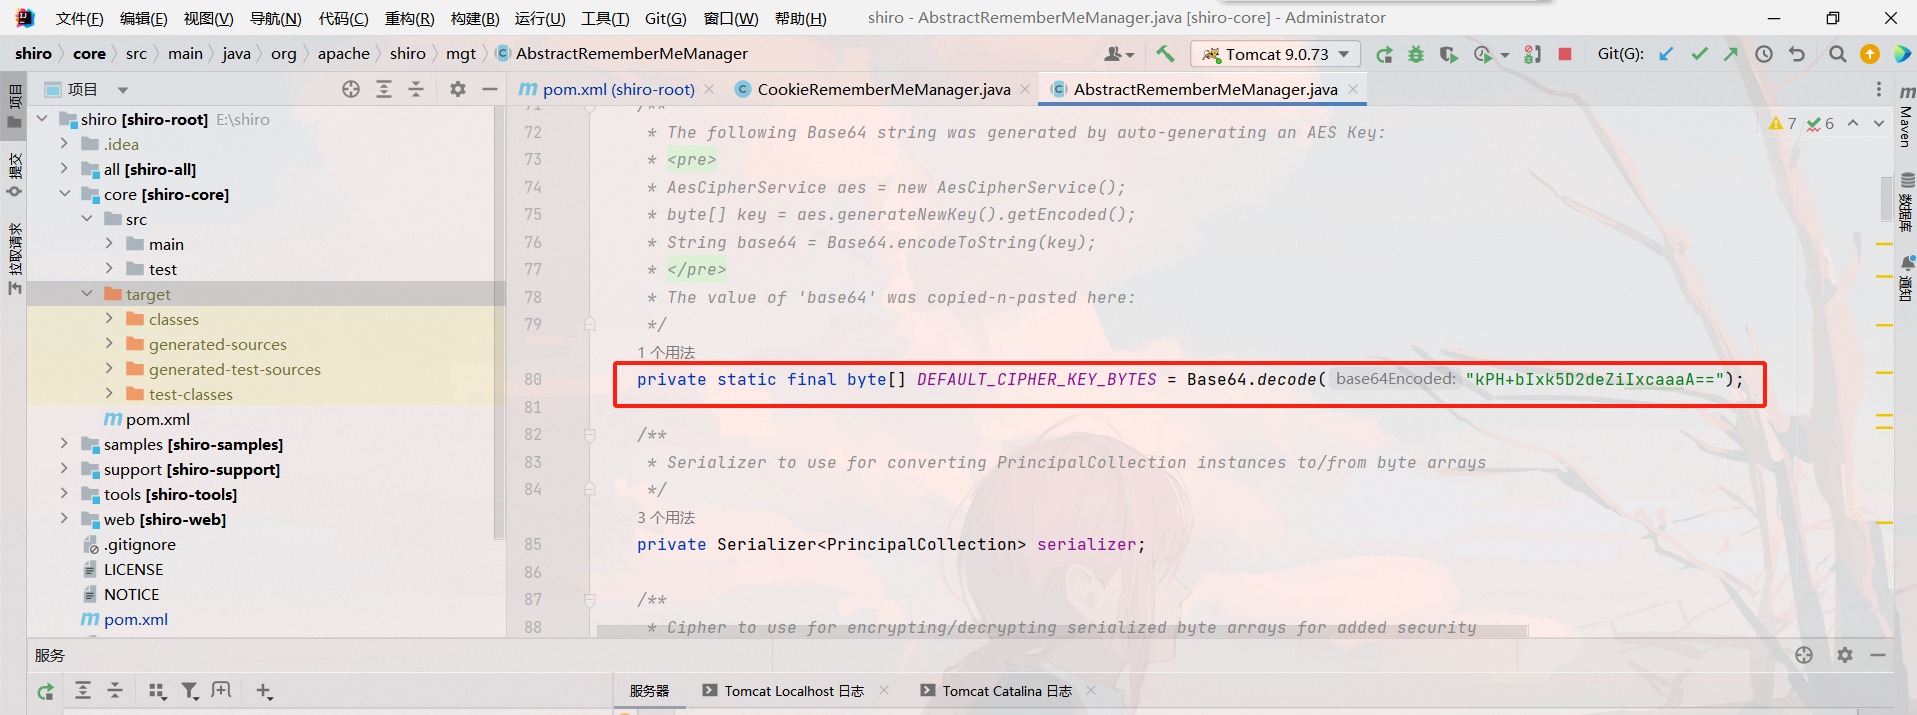 文件(F) 编辑(E) 视图(V) 导航(N) 代码(C) 重构(R) 构建(B) 运行(U) 工具(T) Git(G) 窗口(W) 帮助(H) shiro - AbstractRememberMeManager.java [shiro-core] - Administrator
shiro core src main java org apache shiro mgt AbstractRememberMeManager
Tomcat 9.0.73
Git(G):
项目
提交
拉取请求
项目
shiro [shiro-root] E:\shiro
.idea
all [shiro-all]
core [shiro-core]
src
main
test
target
classes
generated-sources
generated-test-sources
test-classes
pom.xml
samples [shiro-samples]
support [shiro-support]
tools [shiro-tools]
web [shiro-web]
.gitignore
LICENSE
NOTICE
pom.xml
pom.xml (shiro-root) CookieRememberMeManager.java AbstractRememberMeManager.java
7 6
71 /**
72 * The following Base64 string was generated by auto-generating an AES Key:
73 * <pre>
74 * AesCipherService aes = new AesCipherService();
75 * byte[] key = aes.generateNewKey().getEncoded();
76 * String base64 = Base64.encodeToString(key);
77 * </pre>
78 * The value of 'base64' was copied-n-pasted here:
79 */
1 个用法
80 private static final byte[] DEFAULT_CIPHER_KEY_BYTES = Base64.decode( base64Encoded: "kPH+bIxk5D2deZiIxcaaaA==");
81
82 /**
83 * Serializer to use for converting PrincipalCollection instances to/from byte arrays
84 */
3 个用法
85 private Serializer<PrincipalCollection> serializer;
86
87 /**
88 * Cipher to use for encrypting/decrypting serialized byte arrays for added security
Maven
数据库
通知
服务
服务器 Tomcat Localhost 日志 Tomcat Catalina 日志